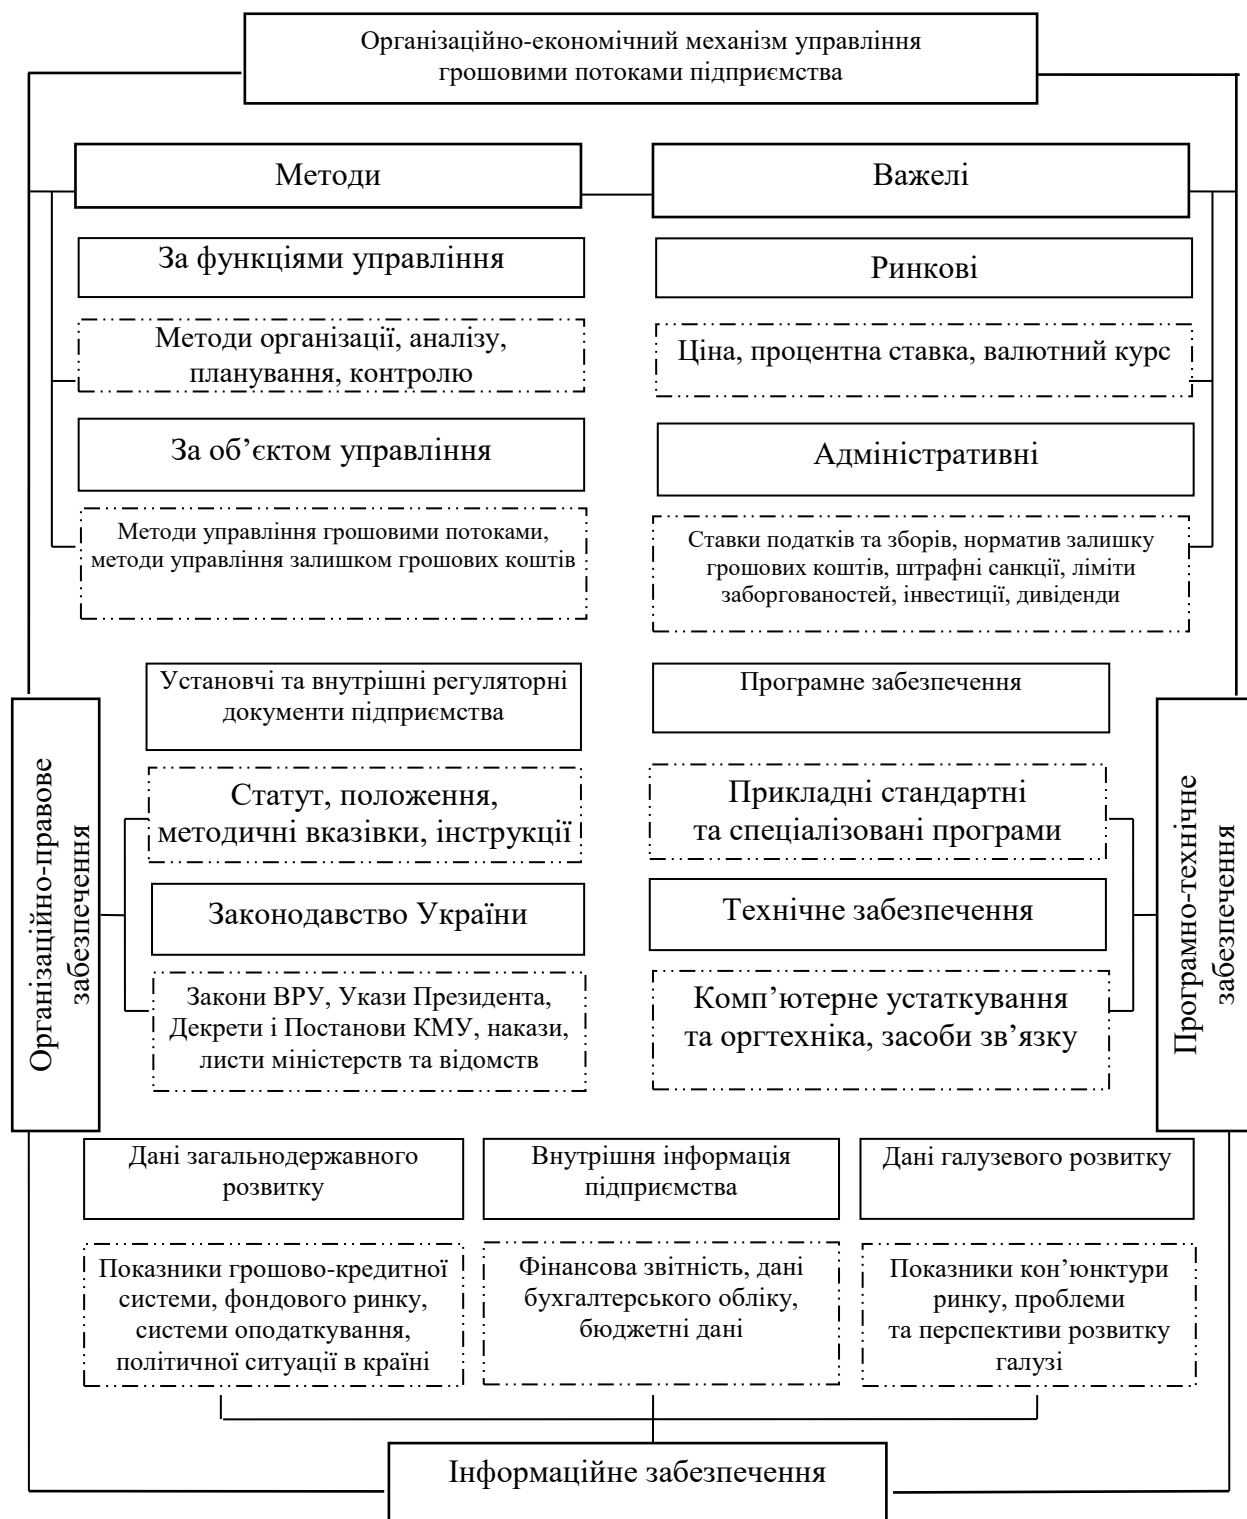 Організаційно-економічний механізм управління
грошовими потоками підприємства
Методи
Важелі
За функціями управління
Ринкові
Методи організації, аналізу,
планування, контролю
Ціна, процентна ставка, валютний курс
За об’єктом управління
Адміністративні
Методи управління грошовими потоками,
методи управління залишком грошових коштів
Ставки податків та зборів, норматив залишку
грошових коштів, штрафні санкції, ліміти
заборгованостей, інвестиції, дивіденди
Організаційно-правове
забезпечення
Установчі та внутрішні регуляторні
документи підприємства
Статут, положення,
методичні вказівки, інструкції
Законодавство України
Закони ВРУ, Укази Президента,
Декрети і Постанови КМУ, накази,
листи міністерств та відомств
Програмне забезпечення
Прикладні стандартні
та спеціалізовані програми
Технічне забезпечення
Комп’ютерне устаткування
та оргтехніка, засоби зв’язку
Програмно-технічне
забезпечення
Дані загальнодержавного
розвитку
Внутрішня інформація
підприємства
Дані галузевого розвитку
Показники грошово-кредитної
системи, фондового ринку,
системи оподаткування,
політичної ситуації в країні
Фінансова звітність, дані
бухгалтерського обліку,
бюджетні дані
Показники кон’юнктури
ринку, проблеми
та перспективи розвитку
галузі
Інформаційне забезпечення